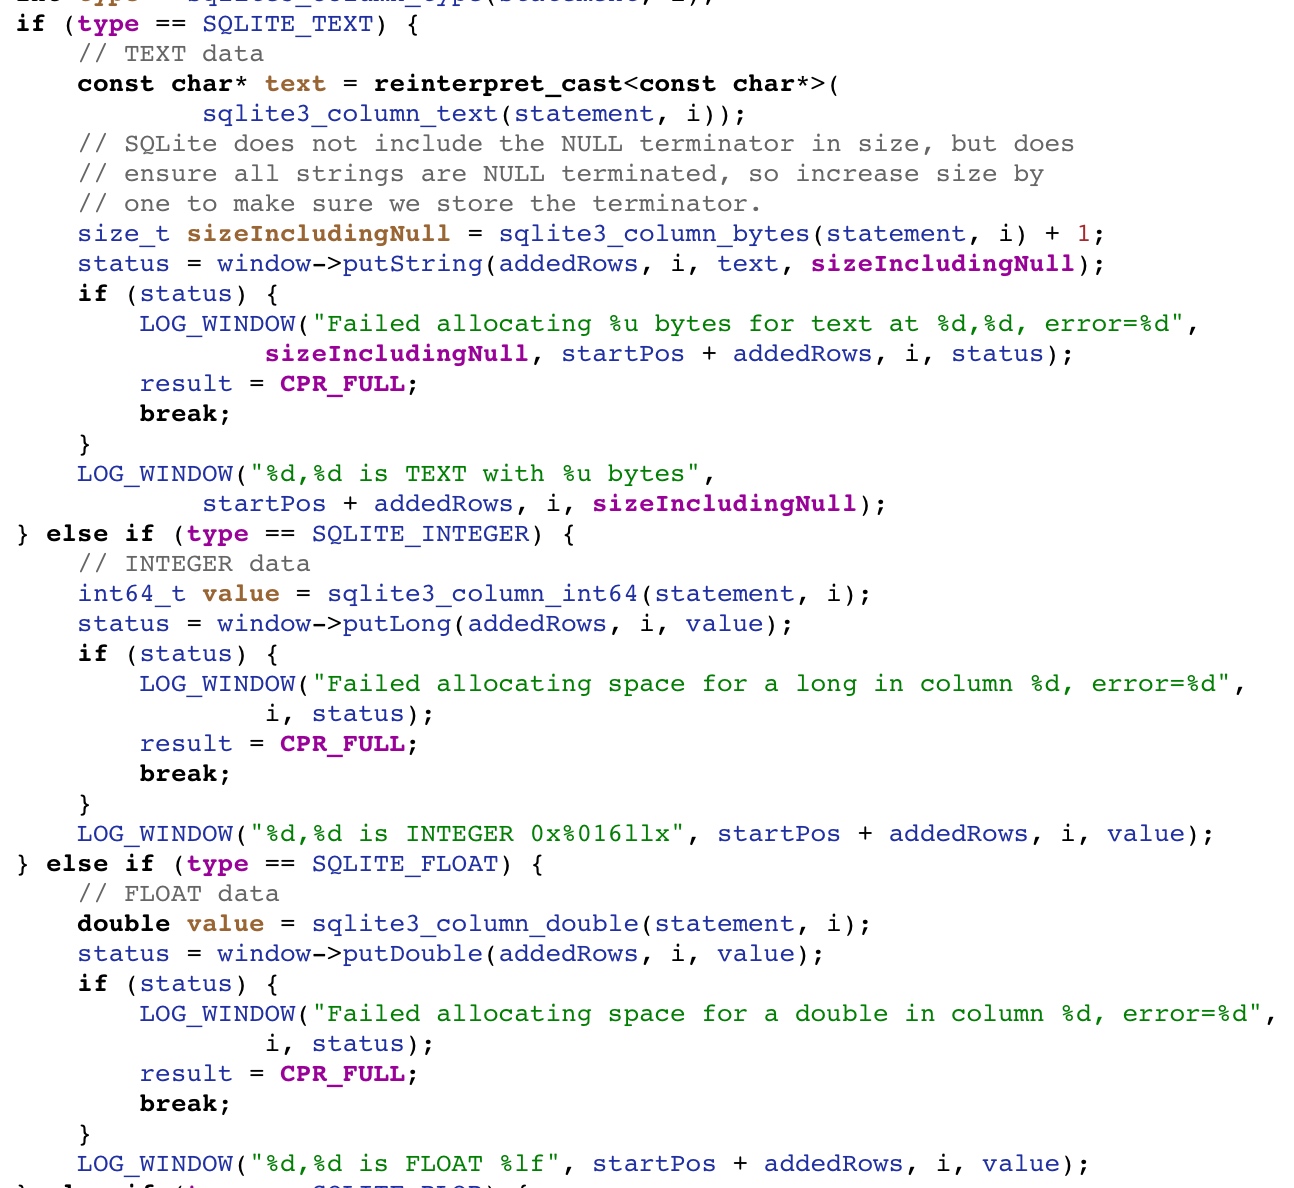 if (type == SQLITE_TEXT) {
    // TEXT data
    const char* text = reinterpret_cast<const char*>(
            sqlite3_column_text(statement, i));
    // SQLite does not include the NULL terminator in size, but does
    // ensure all strings are NULL terminated, so increase size by
    // one to make sure we store the terminator.
    size_t sizeIncludingNull = sqlite3_column_bytes(statement, i) + 1;
    status = window->putString(addedRows, i, text, sizeIncludingNull);
    if (status) {
        LOG_WINDOW("Failed allocating %u bytes for text at %d,%d, error=%d",
                sizeIncludingNull, startPos + addedRows, i, status);
        result = CPR_FULL;
        break;
    }
    LOG_WINDOW("%d,%d is TEXT with %u bytes",
            startPos + addedRows, i, sizeIncludingNull);
} else if (type == SQLITE_INTEGER) {
    // INTEGER data
    int64_t value = sqlite3_column_int64(statement, i);
    status = window->putLong(addedRows, i, value);
    if (status) {
        LOG_WINDOW("Failed allocating space for a long in column %d, error=%d",
                i, status);
        result = CPR_FULL;
        break;
    }
    LOG_WINDOW("%d,%d is INTEGER 0x%016llx", startPos + addedRows, i, value);
} else if (type == SQLITE_FLOAT) {
    // FLOAT data
    double value = sqlite3_column_double(statement, i);
    status = window->putDouble(addedRows, i, value);
    if (status) {
        LOG_WINDOW("Failed allocating space for a double in column %d, error=%d",
                i, status);
        result = CPR_FULL;
        break;
    }
    LOG_WINDOW("%d,%d is FLOAT %lf", startPos + addedRows, i, value);